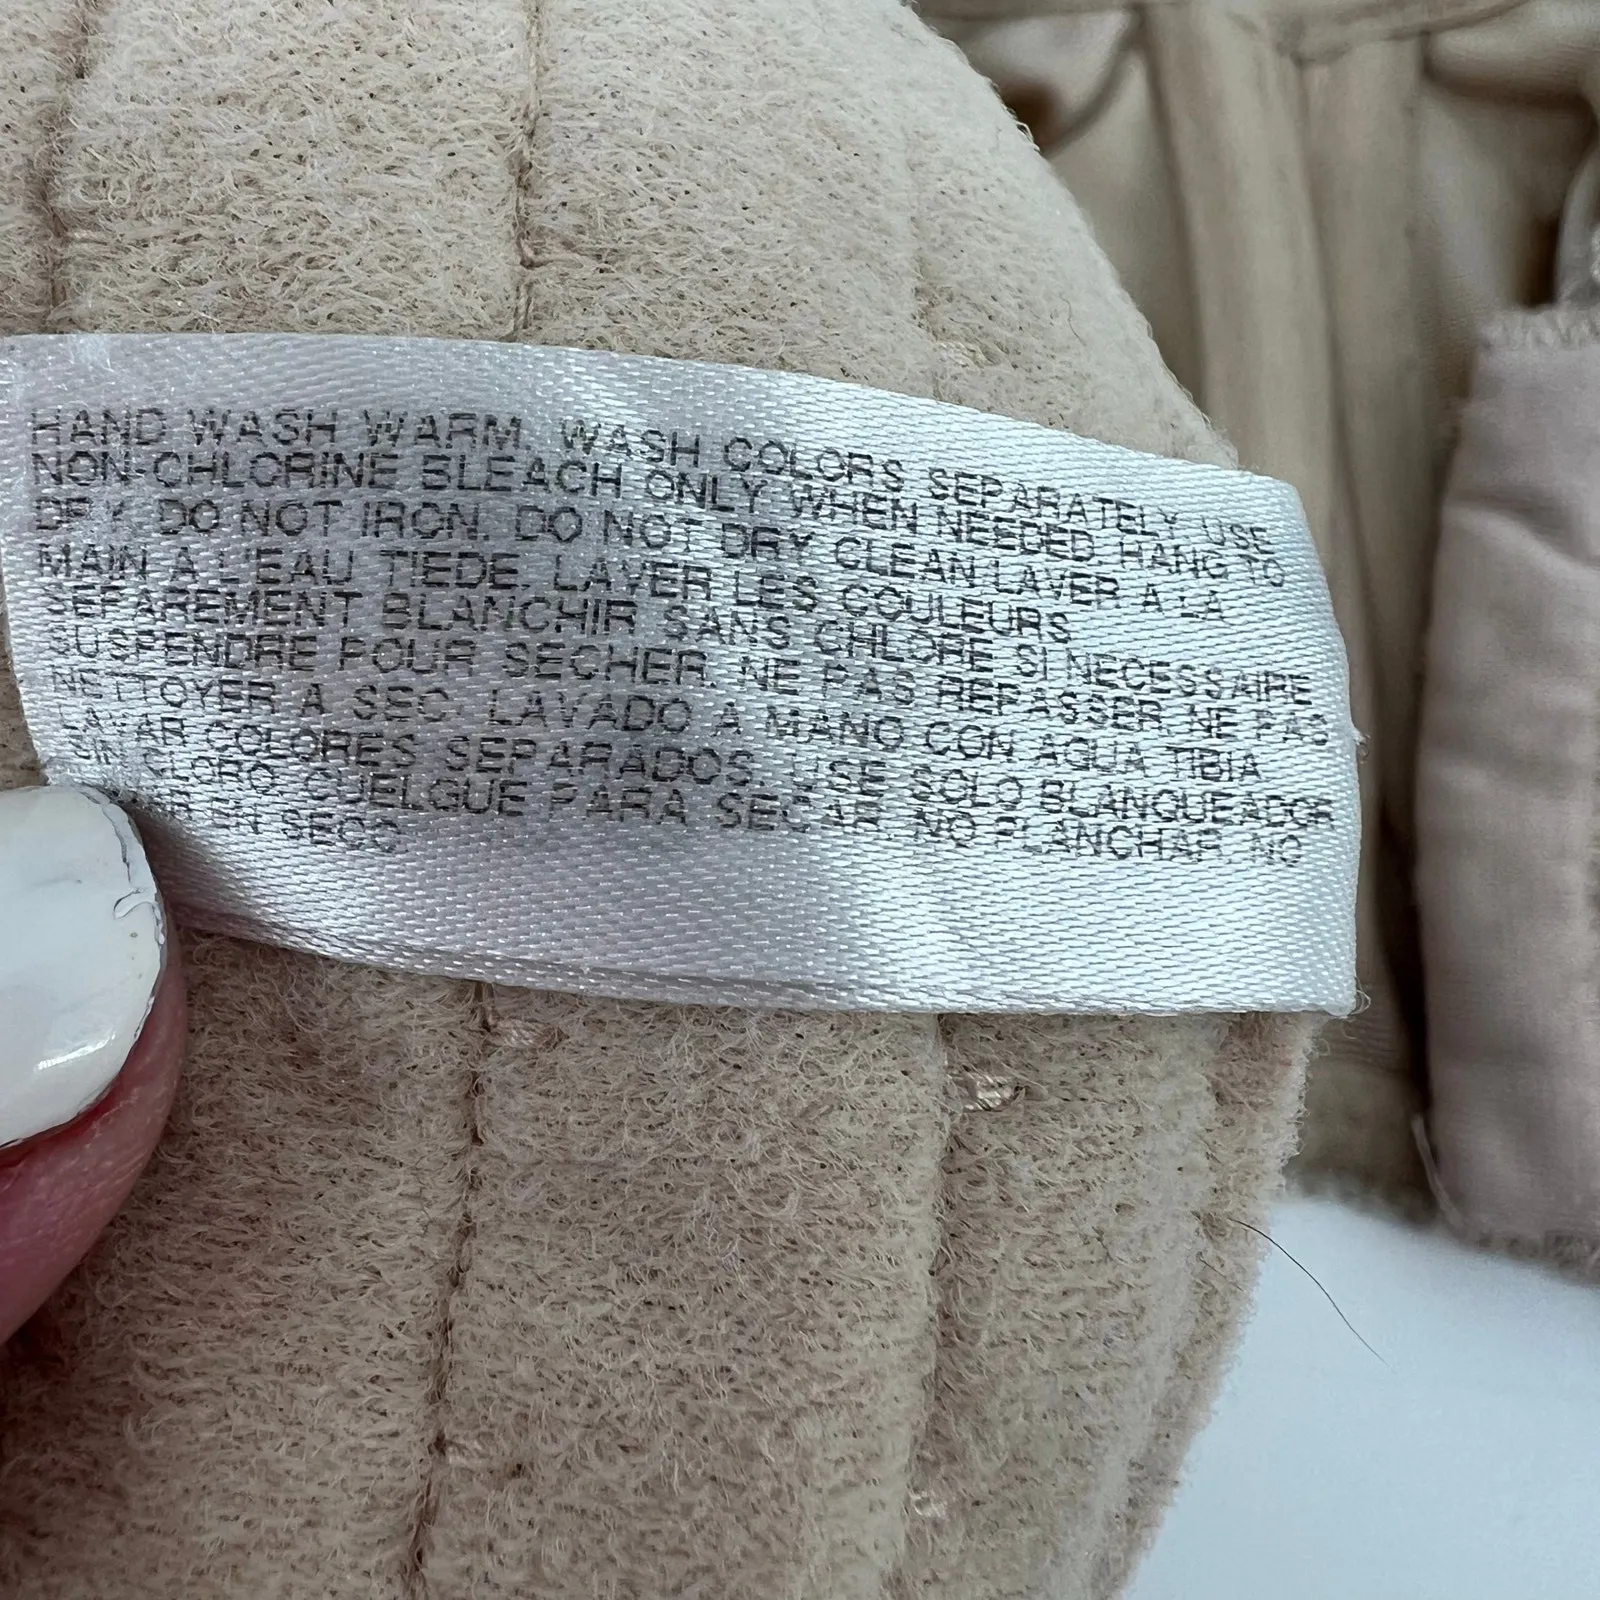 HAND WASH WARM. WASH COLORS SEPARATELY. USE
NON-CHLORINE BLEACH ONLY WHEN NEEDED. HANG TO
DRY. DO NOT IRON. DO NOT DRY CLEAN. LAVER A LA
MAIN A L'EAU TIEDE. LAVER LES COULEURS
SEPAREMENT BLANCHIR SANS CHLORE SI NECESSAIRE
SUSPENDRE POUR SECHER. NE PAS REPASSER. NE PAS
NETTOYER A SEC. LAVADO A MANO CON AGUA TIBIA
LAVAR COLORES SEPARADOS. USE SOLO BLANQUEADOR
SIN CLORO. CUELGUE PARA SECAR. NO PLANCHAR. NO
EN SECO